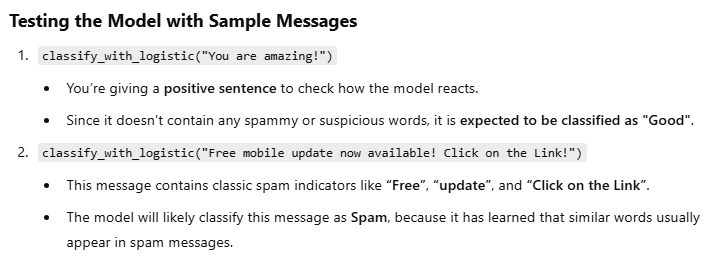 Testing the Model with Sample Messages
1. classify_with_logistic("You are amazing!")
• You're giving a positive sentence to check how the model reacts.
• Since it doesn't contain any spammy or suspicious words, it is expected to be classified as "Good".
2. classify_with_logistic("Free mobile update now available! Click on the Link!")
• This message contains classic spam indicators like “Free”, “update”, and “Click on the Link”.
• The model will likely classify this message as Spam, because it has learned that similar words usually
appear in spam messages.